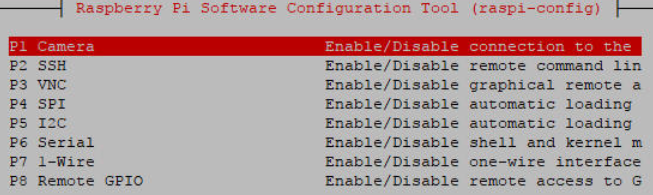 Raspberry Pi Software Configuration Tool (raspi-config)
P1 Camera Enable/Disable connection to the
P2 SSH Enable/Disable remote command lin
P3 VNC Enable/Disable graphical remote a
P4 SPI Enable/Disable automatic loading
P5 I2C Enable/Disable automatic loading
P6 Serial Enable/Disable shell and kernel m
P7 1-Wire Enable/Disable one-wire interface
P8 Remote GPIO Enable/Disable remote access to G